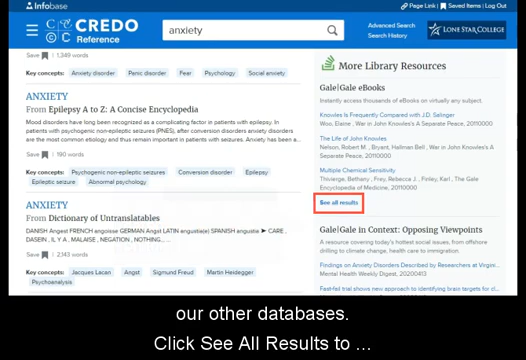 Infobase
Page Link | Saved Items | Log Out
CREDO
Reference
anxiety
Advanced Search
Search History
LONE STAR COLLEGE
Save | 1,349 words
Key concepts: Anxiety disorder Panic disorder Fear Psychology Social anxiety
ANXIETY
From Epilepsy A to Z: A Concise Encyclopedia
Mood disorders have long been recognized as a complicating factor in patients with epilepsy. In
patients with psychogenic non-epileptic seizures (PNES), after conversion disorders anxiety disorders
are the most common etiology and thus remain important in patients with seizures. Anxiety has been a...
Save | 190 words
Key concepts: Psychogenic non-epileptic seizures Conversion disorder Epilepsy
Epileptic seizure Abnormal psychology
ANXIETY
From Dictionary of Untranslatables
DANISH Angest FRENCH angoisse GERMAN Angst LATIN angustia(e) SPANISH angustia ► CARE ,
DASEIN , IL Y A , MALAISE , NEGATION , NOTHING, ...
Save | 2,143 words
Key concepts: Jacques Lacan Angst Sigmund Freud Martin Heidegger
Psychoanalysis
More Library Resources
Gale|Gale eBooks
Instantly access thousands of eBooks on virtually any subject.
Knowles Is Frequently Compared with J.D. Salinger
Woo, Elaine , War in John Knowles's A Separate Peace, 20110000
The Life of John Knowles
Nelson, Robert M , Bryant, Hallman Bell , War in John Knowles's A
Separate Peace, 20110000
Multiple Chemical Sensitivity
Thivierge, Bethany , Frey, Rebecca J , Finley, Karl , The Gale
Encyclopedia of Medicine, 20110000
See all results
Gale|Gale in Context: Opposing Viewpoints
A resource covering today's hottest social issues, from offshore
drilling to climate change, health care to immigration.
Findings on Anxiety Disorders Described by Researchers at Virgini...
Mental Health Weekly Digest, 20200413
Fast-fail trial shows new approach to identifying brain targets for cl...
our other databases.
Click See All Results to ...